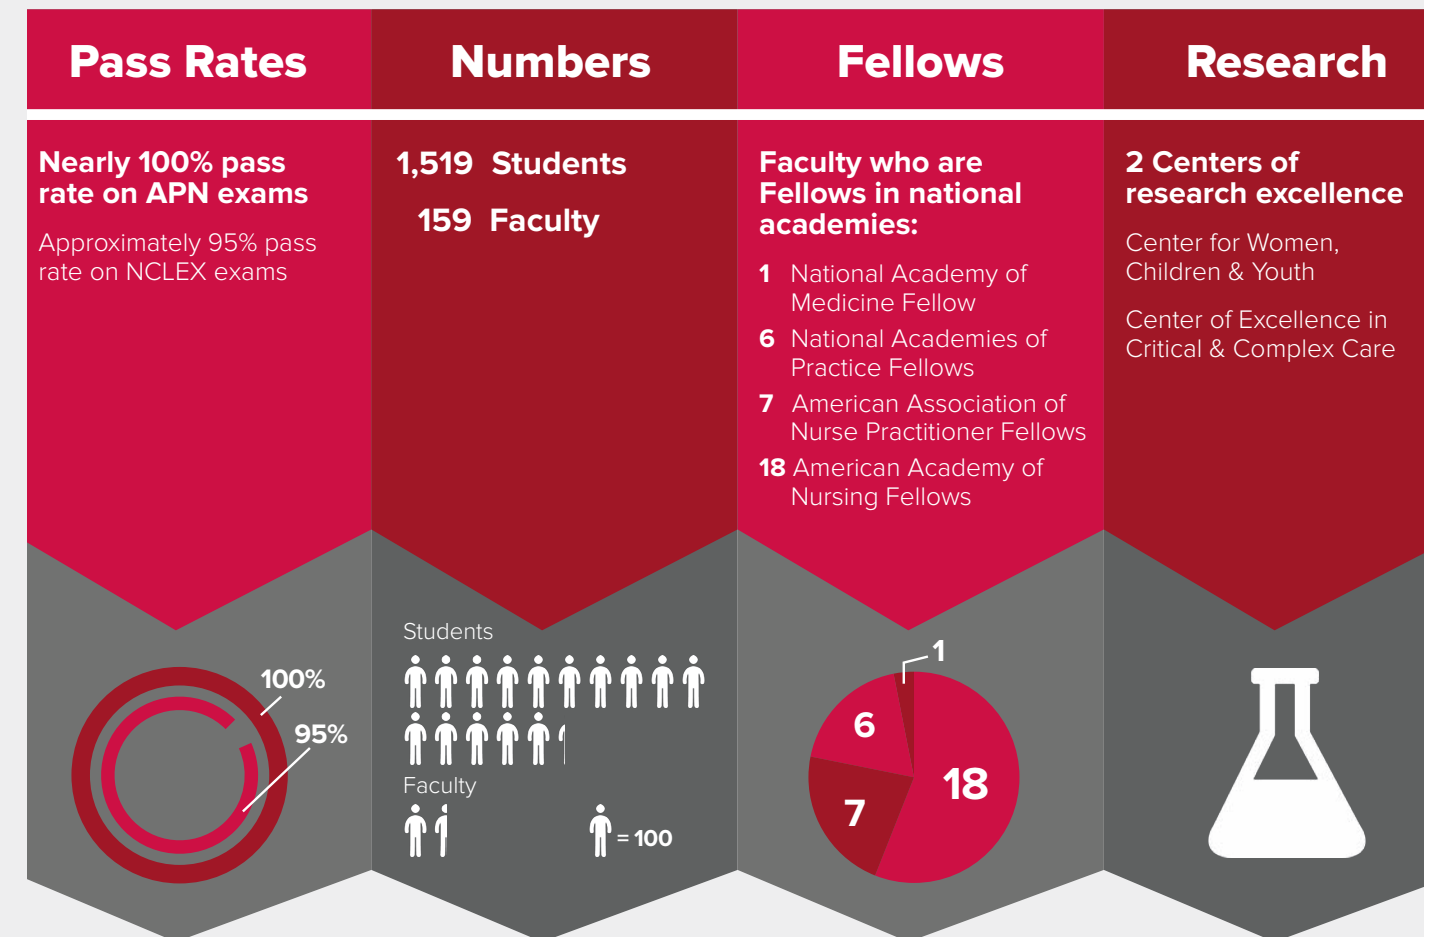 Pass Rates
Numbers
Fellows
Research
Nearly 100% pass
rate on APN exams
Approximately 95% pass
rate on NCLEX exams
1,519 Students
159 Faculty
Faculty who are
Fellows in national
academies:
1 National Academy of
Medicine Fellow
6 National Academies of
Practice Fellows
7 American Association of
Nurse Practitioner Fellows
18 American Academy of
Nursing Fellows
2 Centers of
research excellence
Center for Women,
Children & Youth
Center of Excellence in
Critical & Complex Care
100%
95%
Students
Faculty
= 100
1
6
7
18